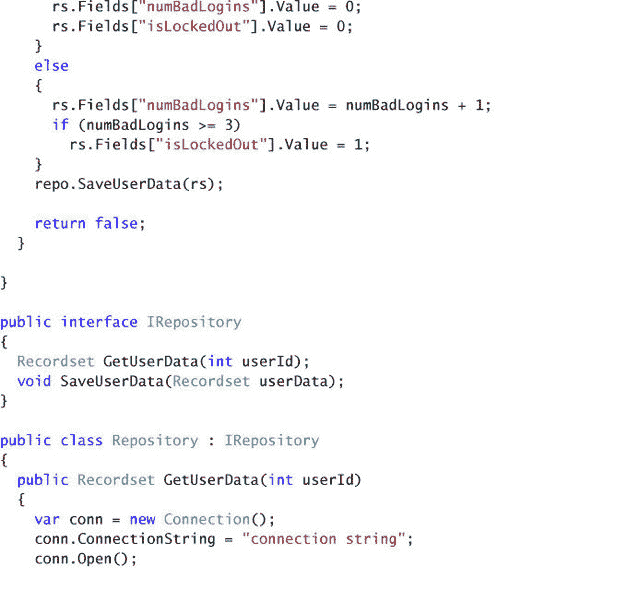 rs.Fields["numBadLogins"].Value = 0;
rs.Fields["isLockedOut"].Value = 0;
}
else
{
rs.Fields["numBadLogins"].Value = numBadLogins + 1;
if (numBadLogins >= 3)
rs.Fields["isLockedOut"].Value = 1;
}
repo.SaveUserData(rs);
return false;
}
}
public interface IRepository
{
Recordset GetUserData(int userId);
void SaveUserData(Recordset userData);
}
public class Repository : IRepository
{
public Recordset GetUserData(int userId)
{
var conn = new Connection();
conn.ConnectionString = "connection string";
conn.Open();